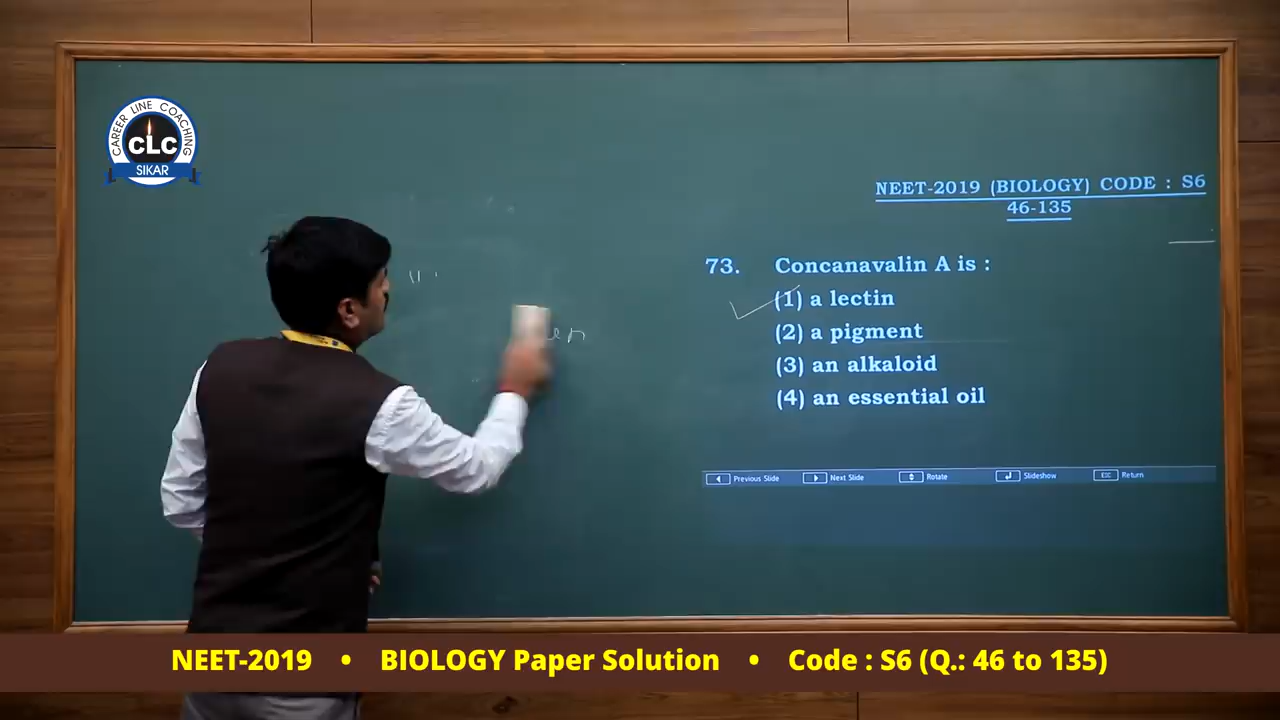 CAREER LINE COACHING
CLC
SIKAR
NEET-2019 (BIOLOGY) CODE : S6
46-135
73. Concanavalin A is :
(1) a lectin
(2) a pigment
(3) an alkaloid
(4) an essential oil
Previous Slide Next Slide Rotate ESC Slideshow Return
NEET-2019 • BIOLOGY Paper Solution • Code : S6 (Q.: 46 to 135)